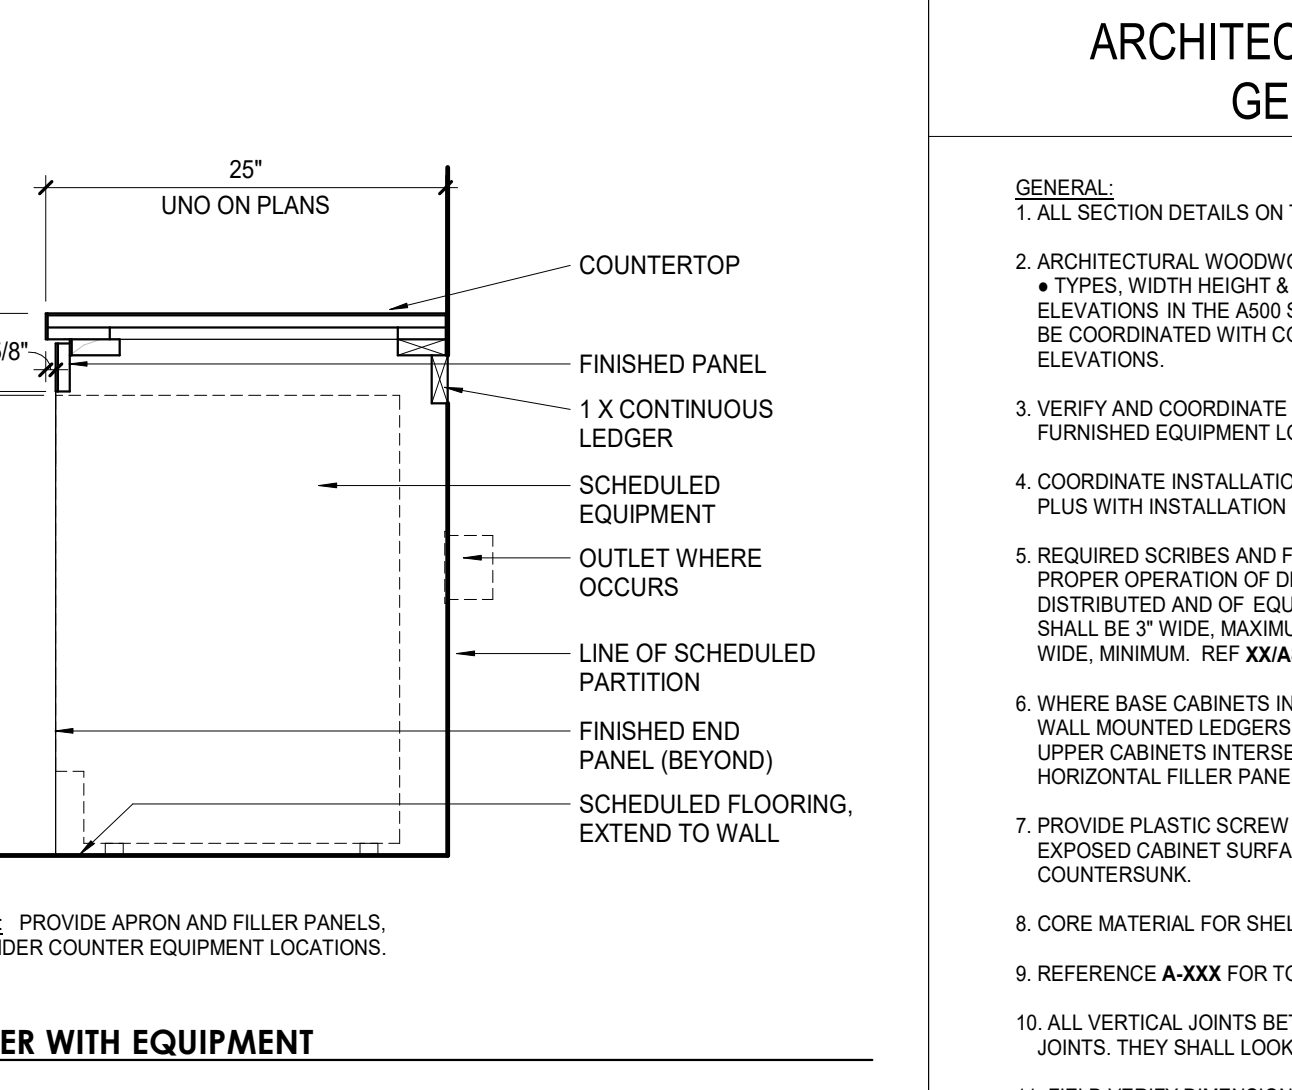 25"
UNO ON PLANS
COUNTERTOP
FINISHED PANEL
1 X CONTINUOUS
LEDGER
SCHEDULED
EQUIPMENT
OUTLET WHERE
OCCURS
LINE OF SCHEDULED
PARTITION
FINISHED END
PANEL (BEYOND)
SCHEDULED FLOORING,
EXTEND TO WALL
/8"
: PROVIDE APRON AND FILLER PANELS,
DER COUNTER EQUIPMENT LOCATIONS.
ER WITH EQUIPMENT
ARCHITEC
GE
GENERAL:
1. ALL SECTION DETAILS ON
2. ARCHITECTURAL WOODWO
● TYPES, WIDTH HEIGHT &
ELEVATIONS IN THE A500 S
BE COORDINATED WITH CO
ELEVATIONS.
3. VERIFY AND COORDINATE
FURNISHED EQUIPMENT LO
4. COORDINATE INSTALLATIO
PLUS WITH INSTALLATION
5. REQUIRED SCRIBES AND F
PROPER OPERATION OF D
DISTRIBUTED AND OF EQU
SHALL BE 3" WIDE, MAXIMU
WIDE, MINIMUM. REF XX/A
6. WHERE BASE CABINETS IN
WALL MOUNTED LEDGERS
UPPER CABINETS INTERSE
HORIZONTAL FILLER PANE
7. PROVIDE PLASTIC SCREW
EXPOSED CABINET SURFA
COUNTERSUNK.
8. CORE MATERIAL FOR SHEL
9. REFERENCE A-XXX FOR TO
10. ALL VERTICAL JOINTS BET
JOINTS. THEY SHALL LOOK